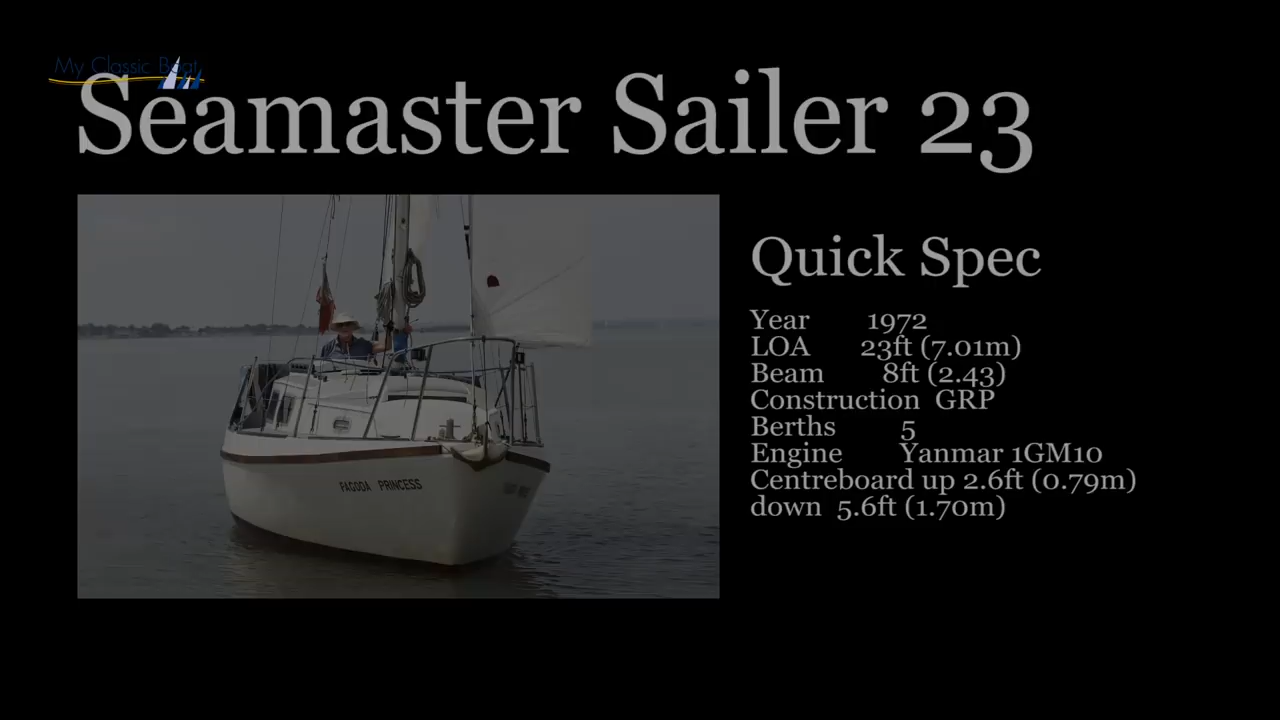 My Classic Boat
Seamaster Sailer 23
Quick Spec
Year 1972
LOA 23ft (7.01m)
Beam 8ft (2.43)
Construction GRP
Berths 5
Engine Yanmar 1GM10
Centreboard up 2.6ft (0.79m)
down 5.6ft (1.70m)
PAGODA PRINCESS